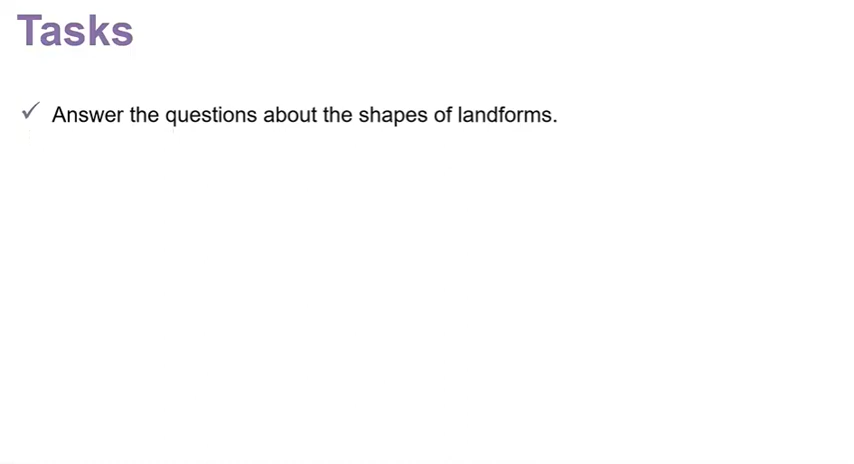 Tasks
✓ Answer the questions about the shapes of landforms.